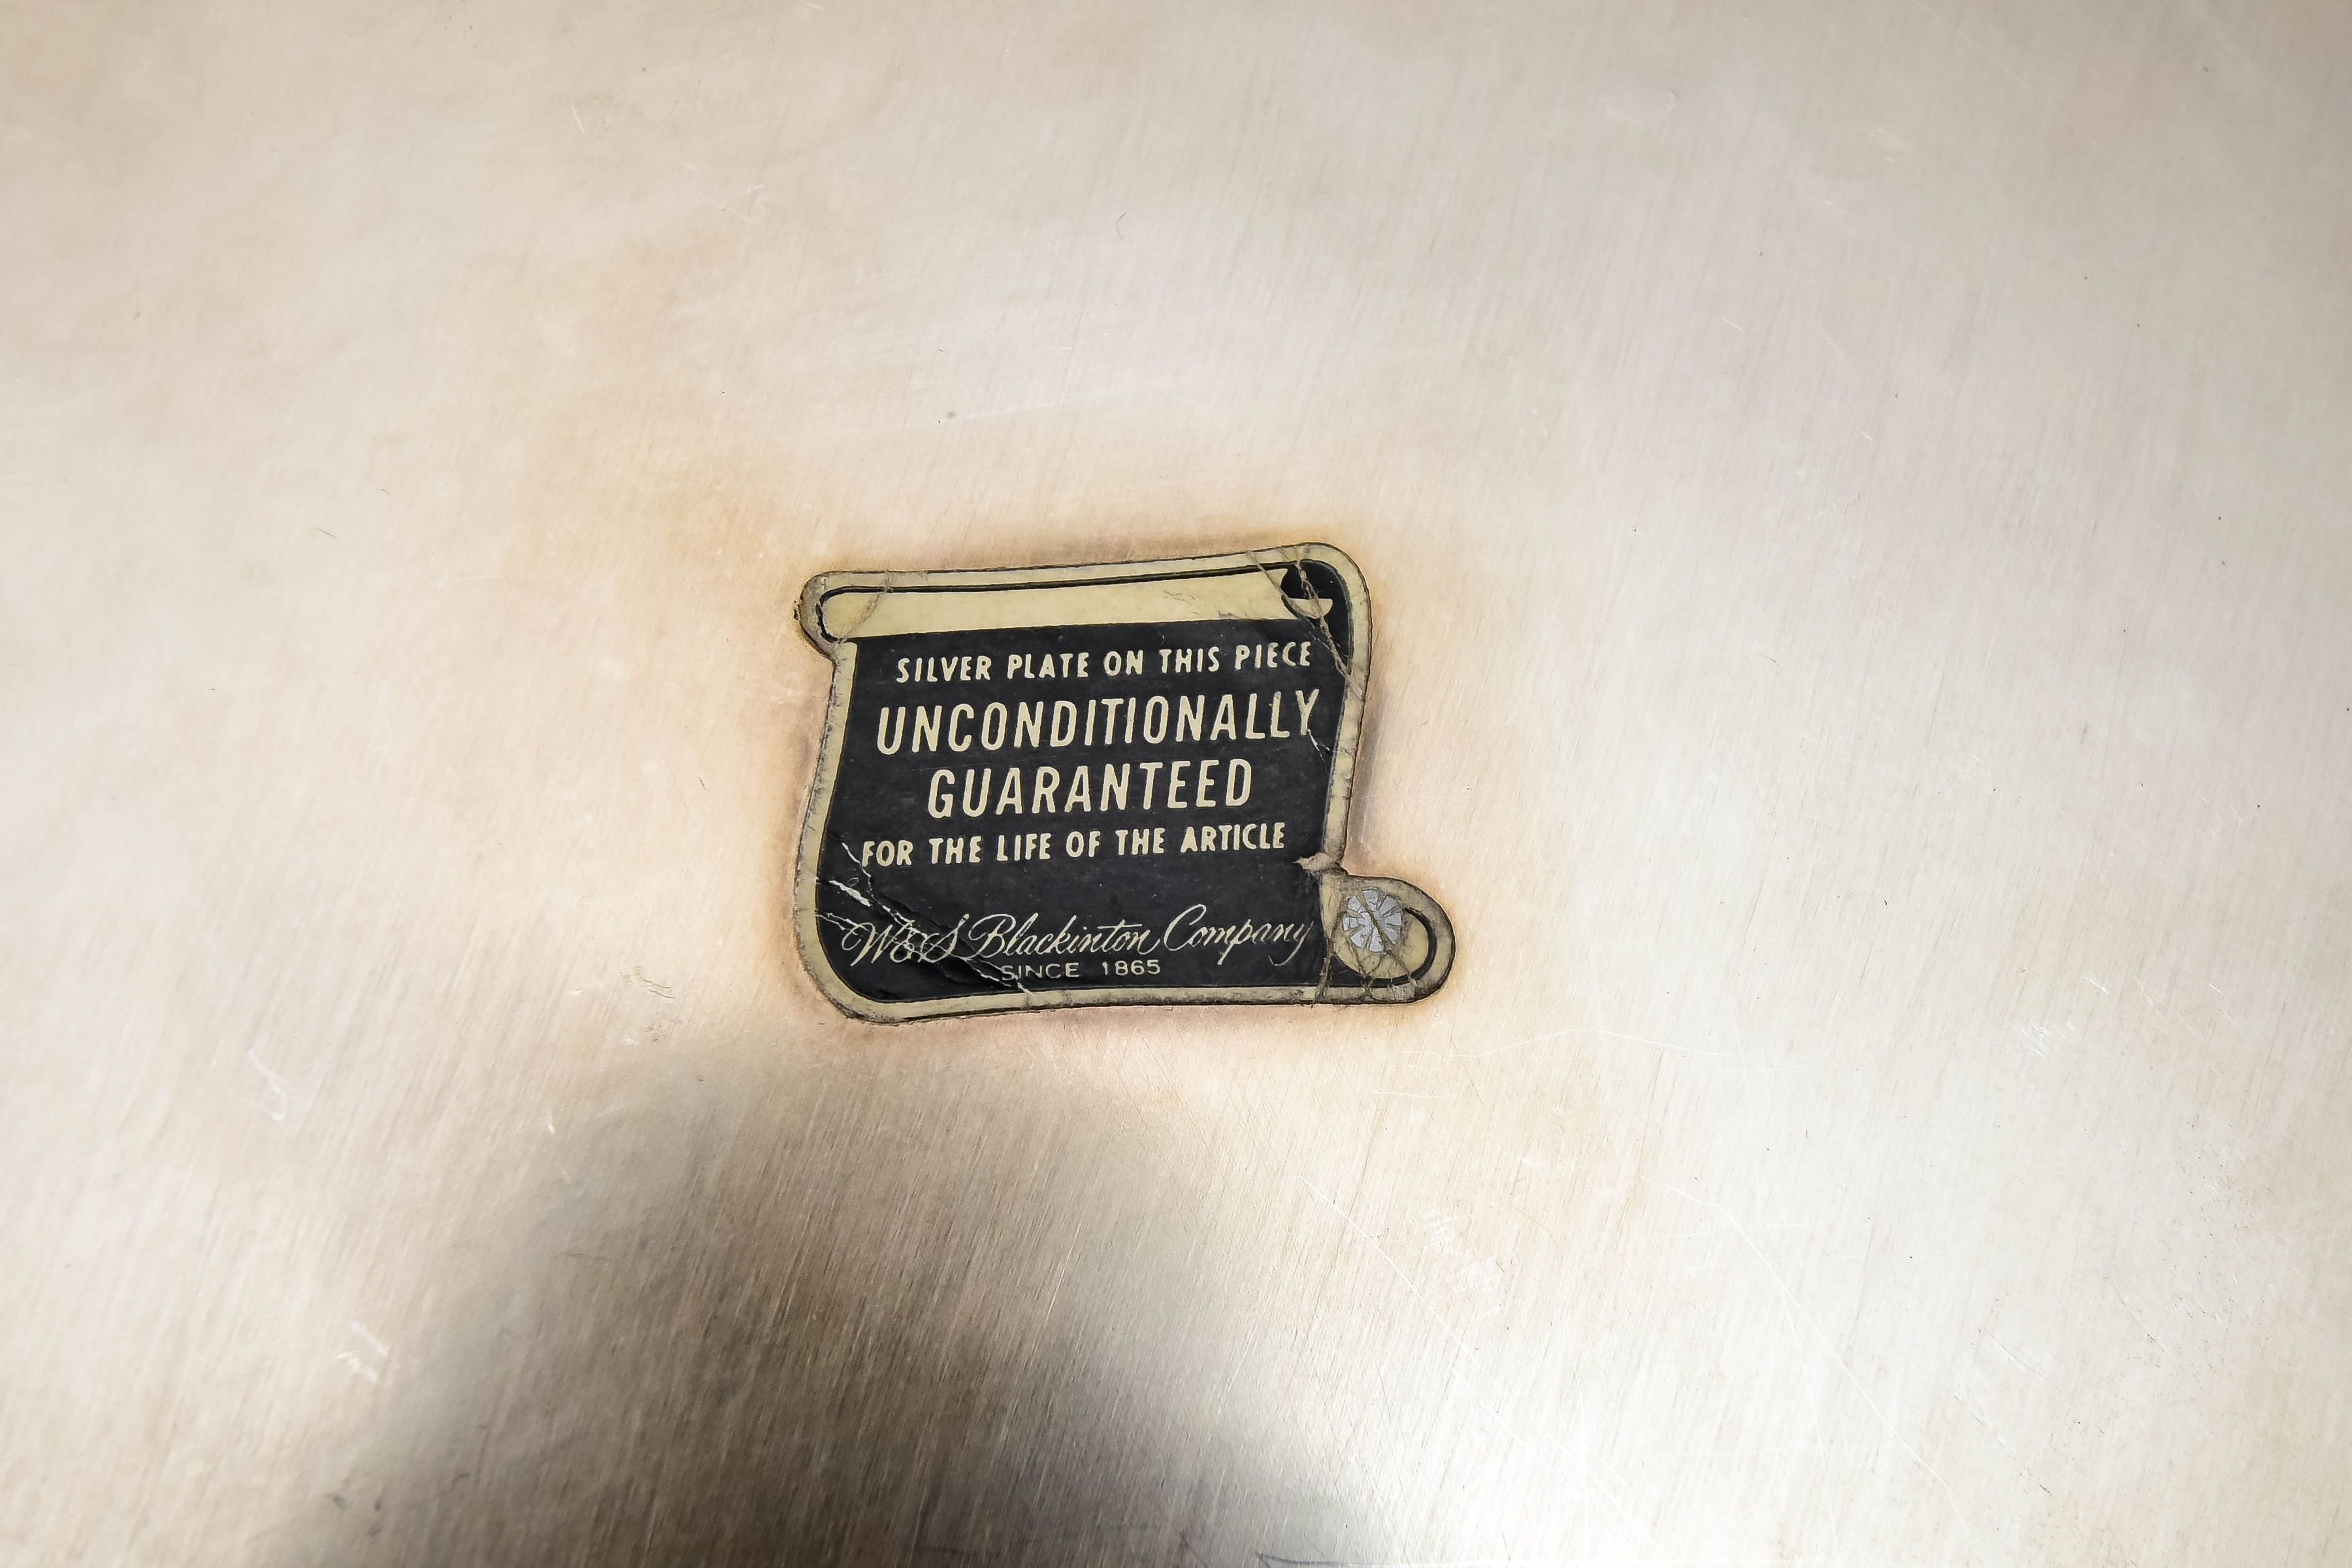 SILVER PLATE ON THIS PIECE
UNCONDITIONALLY
GUARANTEED
FOR THE LIFE OF THE ARTICLE
W&S Blackinton Company
SINCE 1865